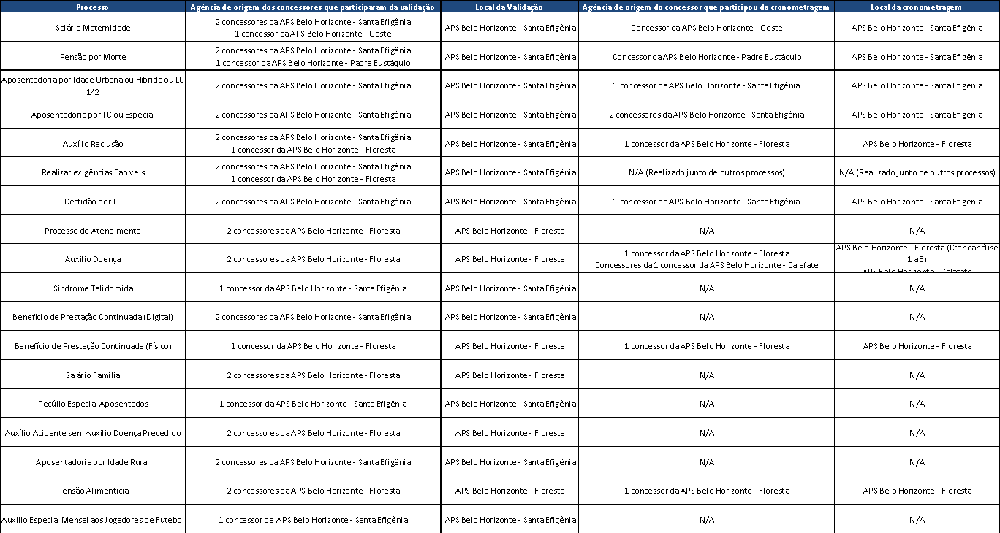 Processo
Agência de origem dos concessores que participaram da validação
Local da Validação
Agência de origem do concessor que participou da cronometragem
Local da cronometragem
Salário Maternidade
2 concessores da APS Belo Horizonte - Santa Efigênia
1 concessor da APS Belo Horizonte - Oeste
APS Belo Horizonte - Santa Efigênia
Concessor da APS Belo Horizonte - Oeste
APS Belo Horizonte - Santa Efigênia
Pensão por Morte
2 concessores da APS Belo Horizonte - Santa Efigênia
1 concessor da APS Belo Horizonte - Padre Eustáquio
APS Belo Horizonte - Santa Efigênia
Concessor da APS Belo Horizonte - Padre Eustáquio
APS Belo Horizonte - Santa Efigênia
Aposentadoria por Idade Urbana ou Híbrida ou LC
142
2 concessores da APS Belo Horizonte - Santa Efigênia
APS Belo Horizonte - Santa Efigênia
1 concessor da APS Belo Horizonte - Santa Efigênia
APS Belo Horizonte - Santa Efigênia
Aposentadoria por TC ou Especial
2 concessores da APS Belo Horizonte - Santa Efigênia
APS Belo Horizonte - Santa Efigênia
2 concessores da APS Belo Horizonte - Santa Efigênia
APS Belo Horizonte - Santa Efigênia
Auxílio Reclusão
2 concessores da APS Belo Horizonte - Santa Efigênia
1 concessor da APS Belo Horizonte - Floresta
APS Belo Horizonte - Santa Efigênia
1 concessor da APS Belo Horizonte - Floresta
APS Belo Horizonte - Floresta
Realizar exigências Cabíveis
2 concessores da APS Belo Horizonte - Santa Efigênia
1 concessor da APS Belo Horizonte - Floresta
APS Belo Horizonte - Santa Efigênia
N/A (Realizado junto de outros processos)
N/A (Realizado junto de outros processos)
Certidão por TC
2 concessores da APS Belo Horizonte - Santa Efigênia
APS Belo Horizonte - Santa Efigênia
1 concessor da APS Belo Horizonte - Santa Efigênia
APS Belo Horizonte - Santa Efigênia
Processo de Atendimento
2 concessores da APS Belo Horizonte - Floresta
APS Belo Horizonte - Floresta
N/A
N/A
Auxílio Doença
2 concessores da APS Belo Horizonte - Floresta
APS Belo Horizonte - Floresta
1 concessor da APS Belo Horizonte - Floresta
Concessores da 1 concessor da APS Belo Horizonte - Calafate
APS Belo Horizonte - Floresta (Cronoanálise
1 a 3)
APS Belo Horizonte - Calafate
Síndrome Talidomida
1 concessor da APS Belo Horizonte - Santa Efigênia
APS Belo Horizonte - Santa Efigênia
N/A
N/A
Benefício de Prestação Continuada (Digital)
2 concessores da APS Belo Horizonte - Santa Efigênia
APS Belo Horizonte - Santa Efigênia
N/A
N/A
Benefício de Prestação Continuada (Físico)
1 concessor da APS Belo Horizonte - Floresta
APS Belo Horizonte - Floresta
1 concessor da APS Belo Horizonte - Floresta
APS Belo Horizonte - Floresta
Salário Familia
2 concessores da APS Belo Horizonte - Floresta
APS Belo Horizonte - Floresta
N/A
N/A
Pecúlio Especial Aposentados
1 concessor da APS Belo Horizonte - Santa Efigênia
APS Belo Horizonte - Santa Efigênia
N/A
N/A
Auxílio Acidente sem Auxílio Doença Precedido
2 concessores da APS Belo Horizonte - Floresta
APS Belo Horizonte - Floresta
N/A
N/A
Aposentadoria por Idade Rural
2 concessores da APS Belo Horizonte - Santa Efigênia
APS Belo Horizonte - Santa Efigênia
N/A
N/A
Pensão Alimentícia
2 concessores da APS Belo Horizonte - Floresta
APS Belo Horizonte - Floresta
1 concessor da APS Belo Horizonte - Floresta
APS Belo Horizonte - Floresta
Auxílio Especial Mensal aos Jogadores de Futebol
1 concessor da APS Belo Horizonte - Santa Efigênia
APS Belo Horizonte - Santa Efigênia
N/A
N/A